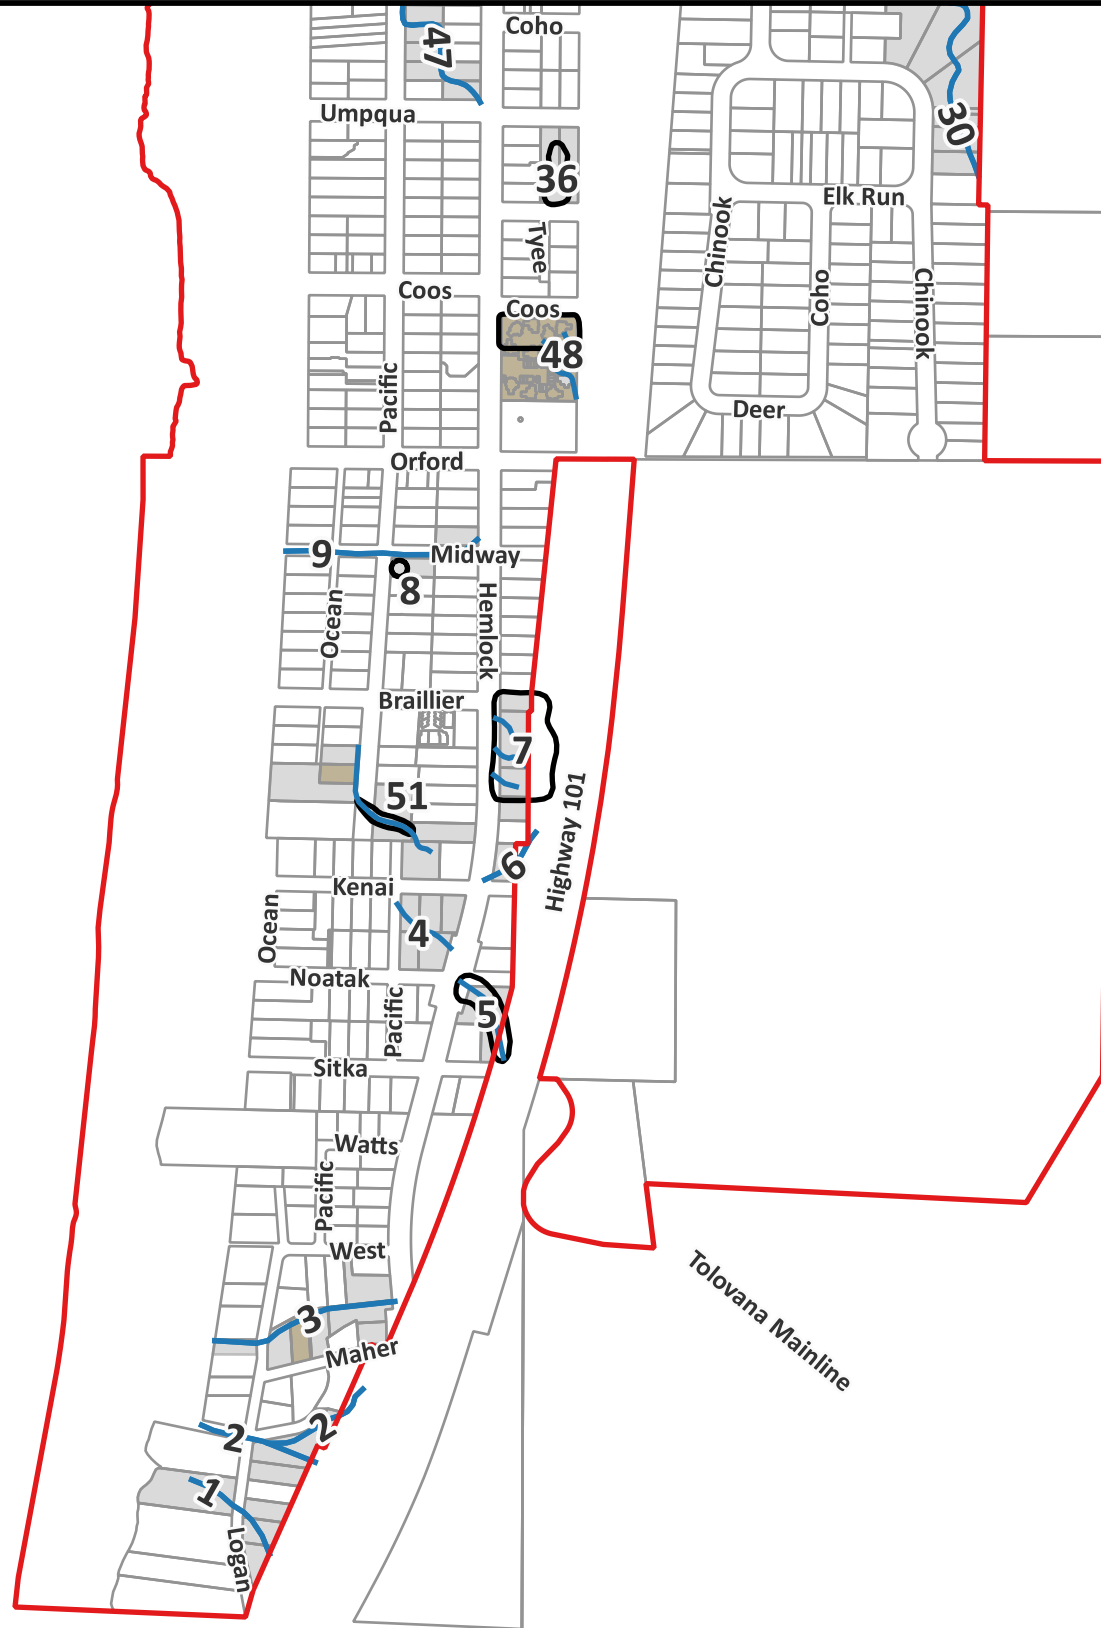 Coho
47
Umpqua
30
36
Elk Run
Chinook
Tyee
Coos
Coho
Chinook
Coos
48
Pacific
Deer
Orford
9
Midway
8
Ocean
Hemlock
Braillier
7
51
Highway 101
6
Kenai
Ocean
4
Noatak
Pacific
5
Sitka
Watts
Pacific
West
Tolovana Mainline
3
Maher
2
2
1
Logan